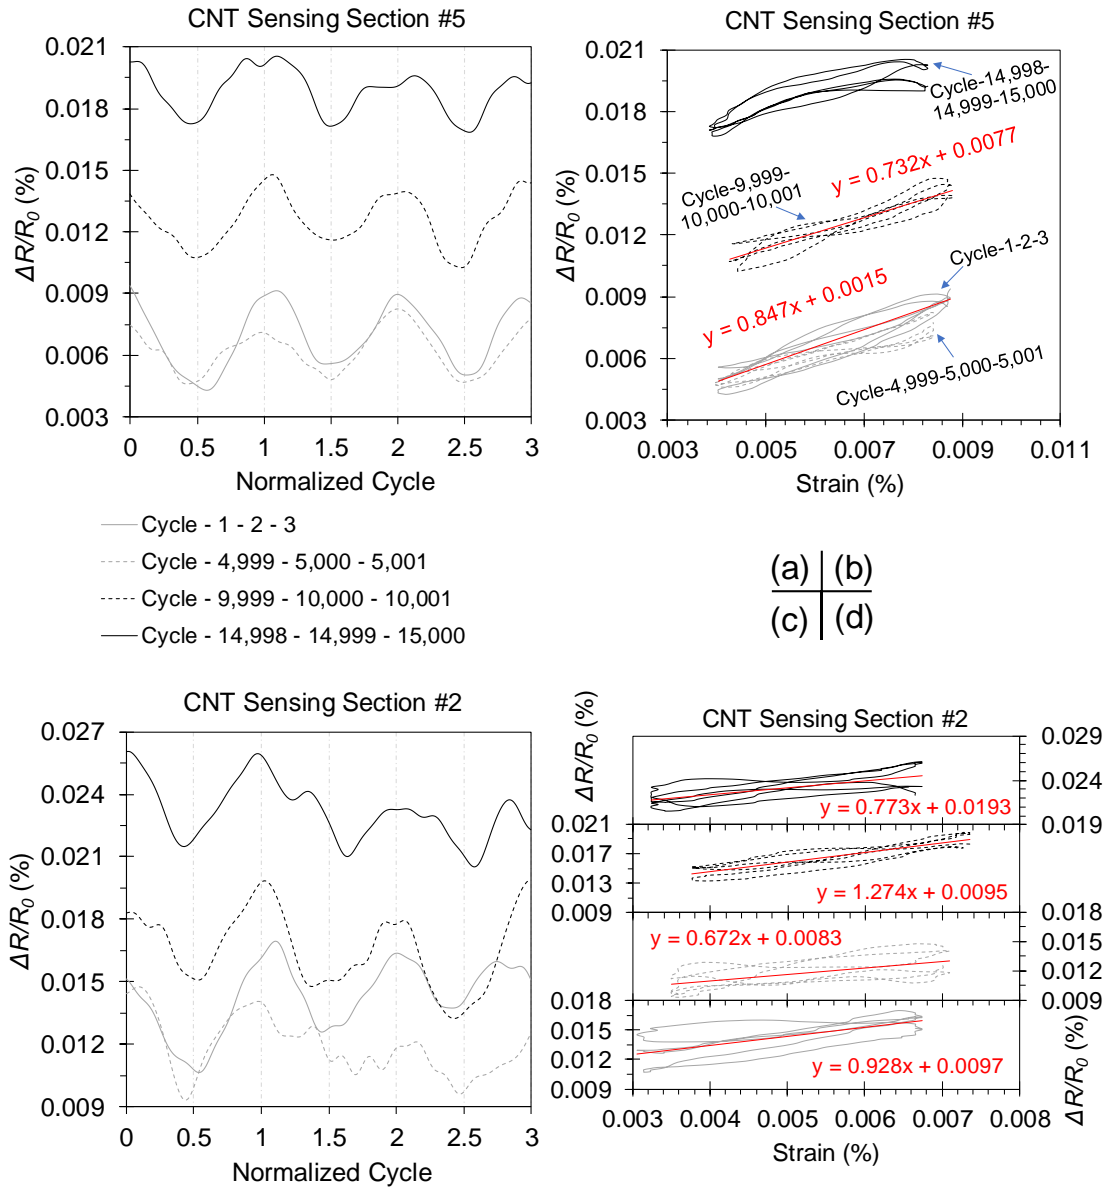 CNT Sensing Section #5
ΔR/R0 (%)
0.021
0.018
0.015
0.012
0.009
0.006
0.003
0 0.5 1 1.5 2 2.5 3
Normalized Cycle
CNT Sensing Section #5
ΔR/R0 (%)
0.021
0.018
0.015
0.012
0.009
0.006
0.003
Cycle-14,998-
14,999-15,000
y = 0.732x + 0.0077
Cycle-9,999-
10,000-10,001
Cycle-1-2-3
y = 0.847x + 0.0015
Cycle-4,999-5,000-5,001
0.003 0.005 0.007 0.009 0.011
Strain (%)
Cycle - 1 - 2 - 3
Cycle - 4,999 - 5,000 - 5,001
Cycle - 9,999 - 10,000 - 10,001
Cycle - 14,998 - 14,999 - 15,000
(a) (b)
(c) (d)
CNT Sensing Section #2
ΔR/R0 (%)
0.027
0.024
0.021
0.018
0.015
0.012
0.009
0 0.5 1 1.5 2 2.5 3
Normalized Cycle
CNT Sensing Section #2
ΔR/R0 (%)
0.029
0.024
0.019
y = 0.773x + 0.0193
0.021
0.017
0.013
0.009
y = 1.274x + 0.0095
0.018
0.015
0.012
0.009
y = 0.672x + 0.0083
0.018
0.015
0.012
0.009
y = 0.928x + 0.0097
ΔR/R0 (%)
0.003 0.004 0.005 0.006 0.007 0.008
Strain (%)